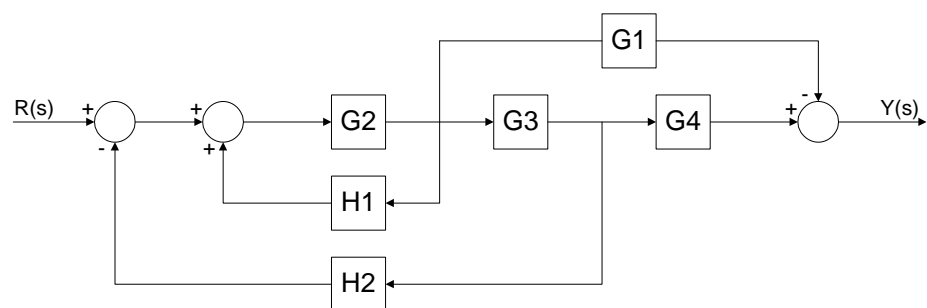 G1
-
R(s) + + G2 G3 G4 + Y(s)
- +
H1
H2